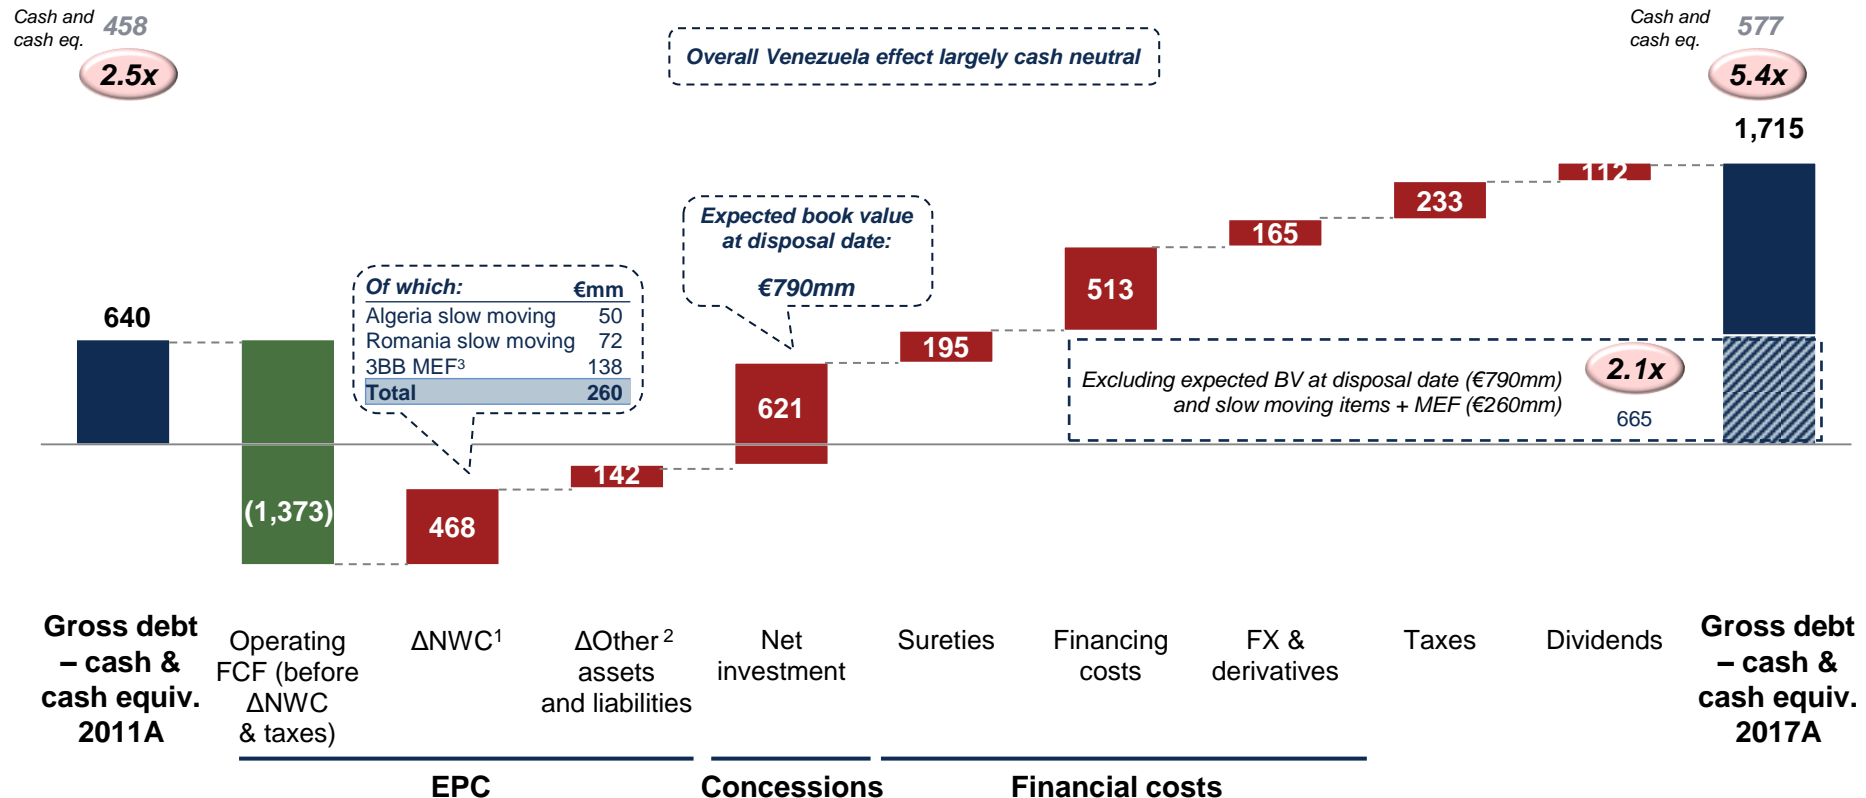 Cash and
cash eq.
458
2.5x
Overall Venezuela effect largely cash neutral
Cash and
cash eq.
577
5.4x
1,715
112
233
165
513
195
Expected book value
at disposal date:
€790mm
Of which: €mm
Algeria slow moving 50
Romania slow moving 72
3BB MEF³ 138
Total 260
640
(1,373)
468
142
621
Excluding expected BV at disposal date (€790mm)
and slow moving items + MEF (€260mm)
2.1x
665
Gross debt
– cash &
cash equiv.
2011A
Operating
FCF (before
ΔNWC
& taxes)
ΔNWC¹
ΔOther ²
assets
and liabilities
Net
investment
Sureties
Financing
costs
FX &
derivatives
Taxes
Dividends
Gross debt
– cash &
cash equiv.
2017A
EPC
Concessions
Financial costs